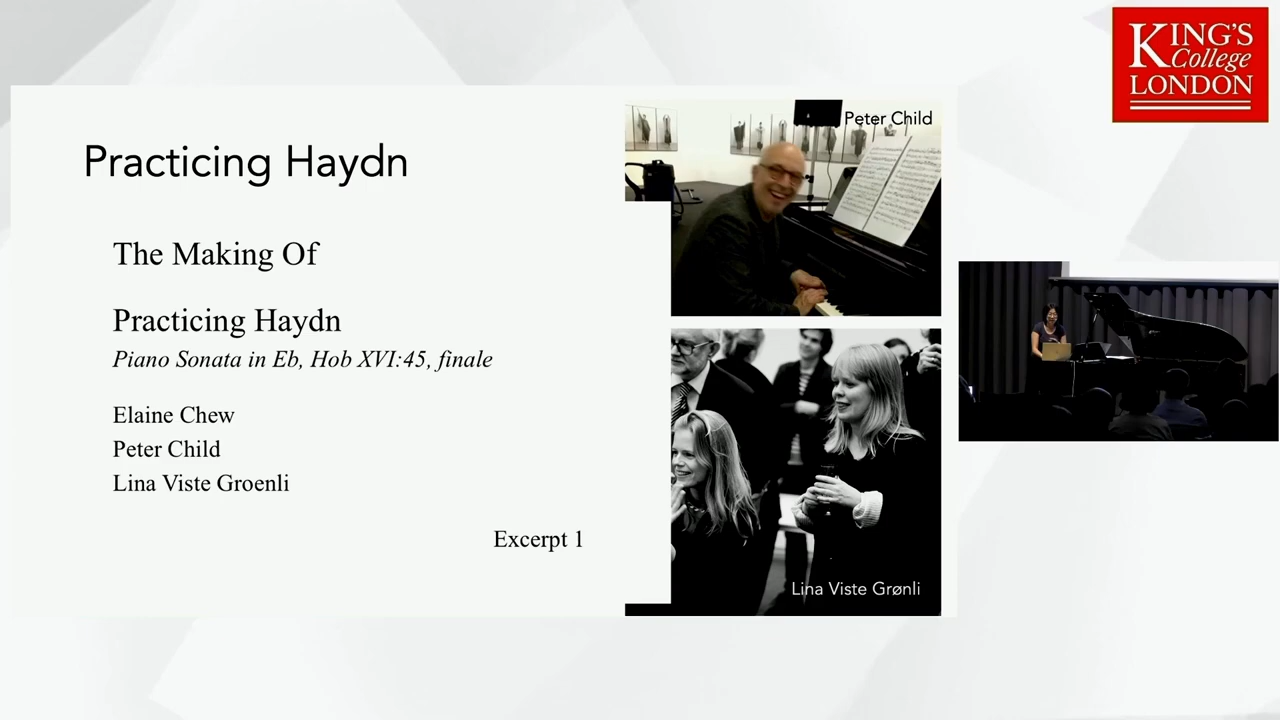 KING'S
College
LONDON
Practicing Haydn
The Making Of
Practicing Haydn
Piano Sonata in Eb, Hob XVI:45, finale
Elaine Chew
Peter Child
Lina Viste Groenli
Excerpt 1
Peter Child
Lina Viste Grønli